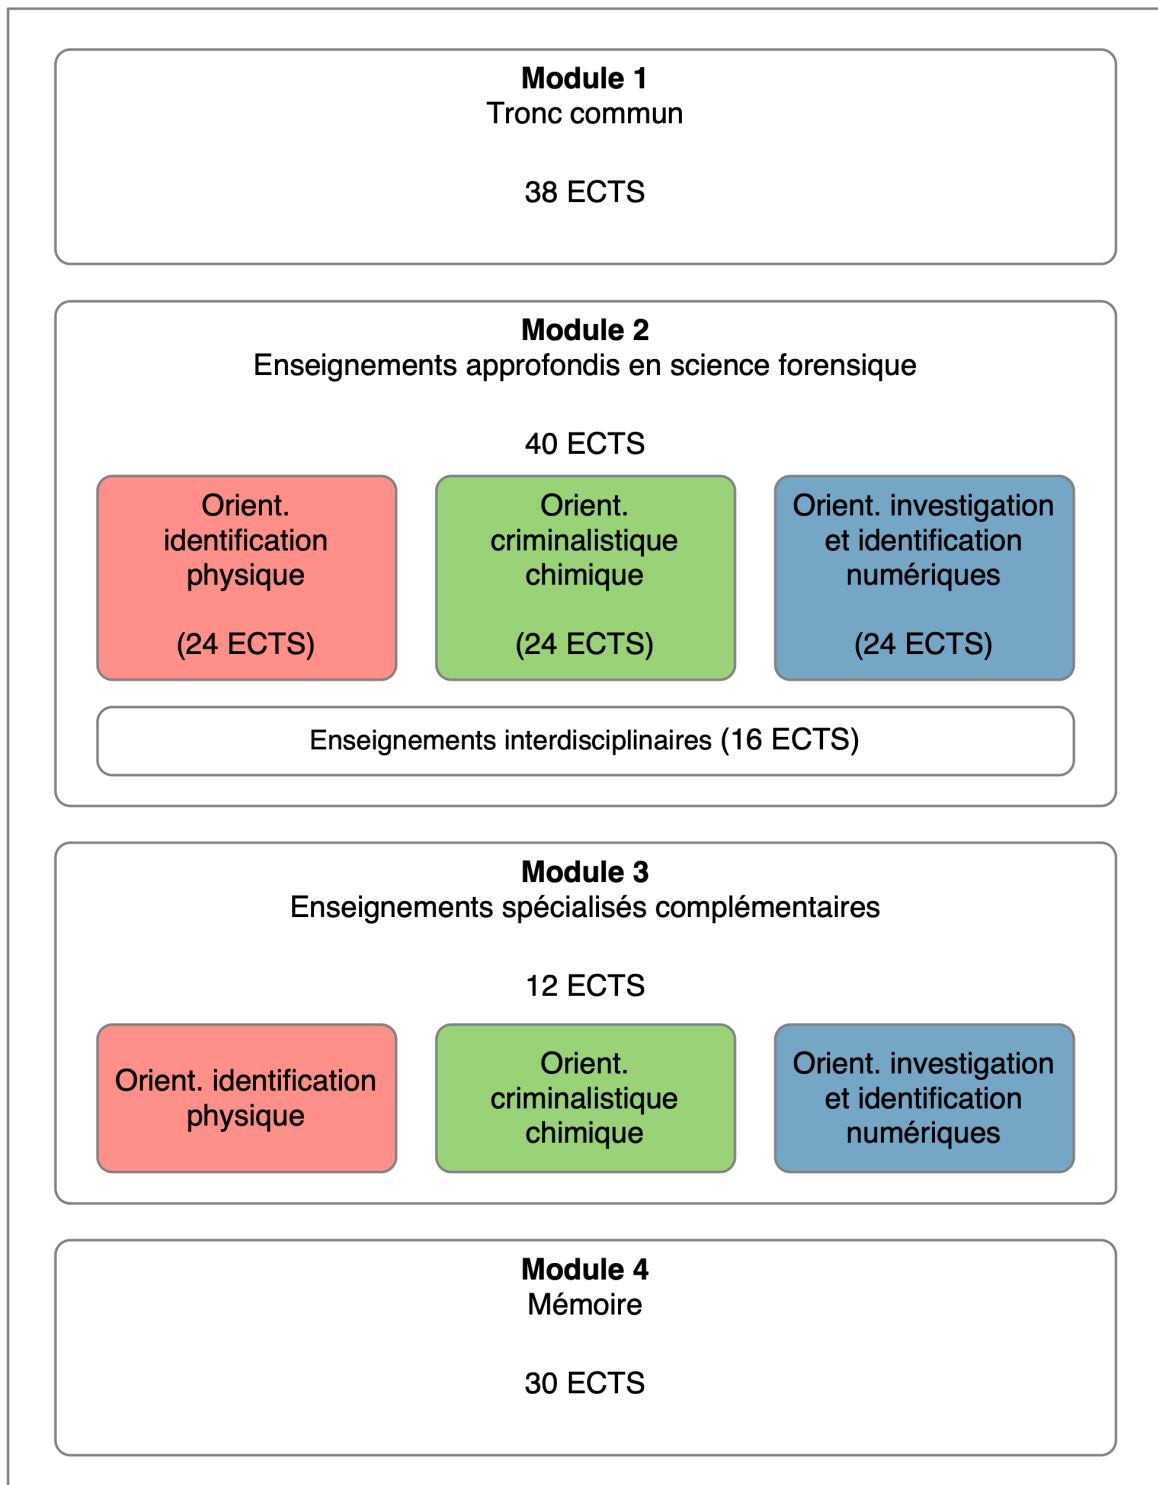 Module 1
Tronc commun
38 ECTS
Module 2
Enseignements approfondis en science forensique
40 ECTS
Orient.
identification
physique
(24 ECTS)
Orient.
criminalistique
chimique
(24 ECTS)
Orient. investigation
et identification
numériques
(24 ECTS)
Enseignements interdisciplinaires (16 ECTS)
Module 3
Enseignements spécialisés complémentaires
12 ECTS
Orient. identification
physique
Orient.
criminalistique
chimique
Orient. investigation
et identification
numériques
Module 4
Mémoire
30 ECTS